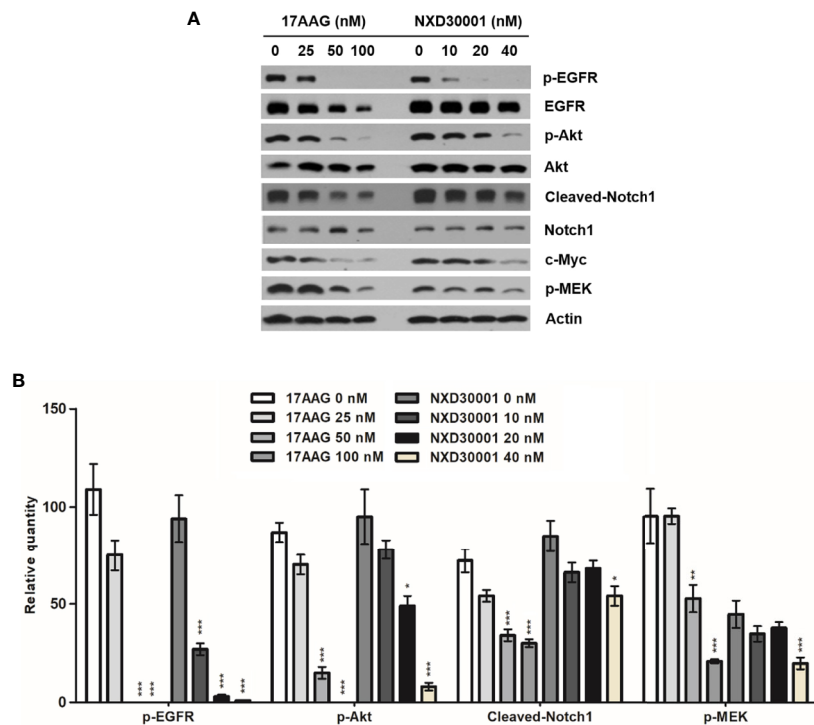 A
17AAG (nM) NXD30001 (nM)
0 25 50 100 0 10 20 40
p-EGFR
EGFR
p-Akt
Akt
Cleaved-Notch1
Notch1
c-Myc
p-MEK
Actin
B
150
100
50
0
Relative quantity
17AAG 0 nM NXD30001 0 nM
17AAG 25 nM NXD30001 10 nM
17AAG 50 nM NXD30001 20 nM
17AAG 100 nM NXD30001 40 nM
*** *** *** *** *** *** *** * *** *** *** * ** *** ***
p-EGFR p-Akt Cleaved-Notch1 p-MEK